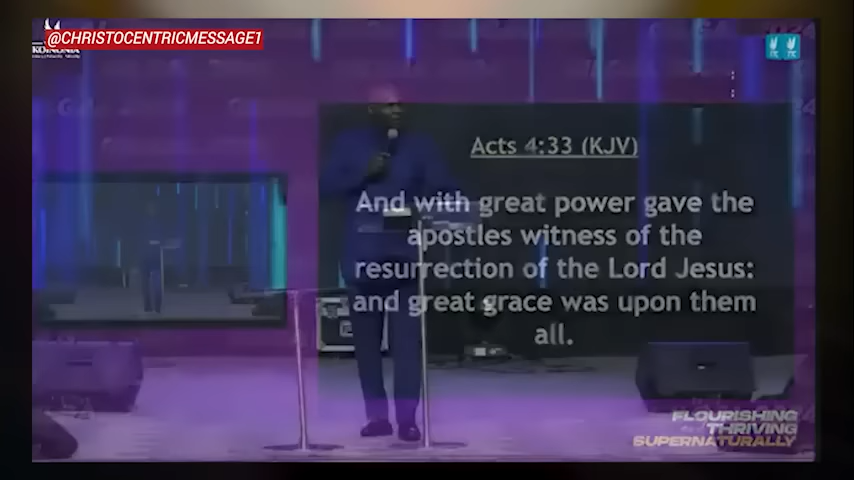 @CHRISTOCENTRICMESSAGE1
KOINONIA
Acts 4:33 (KJV)
And with great power gave the
apostles witness of the
resurrection of the Lord Jesus:
and great grace was upon them
all.
FLOURISHING
THRIVING
SUPERNATURALLY